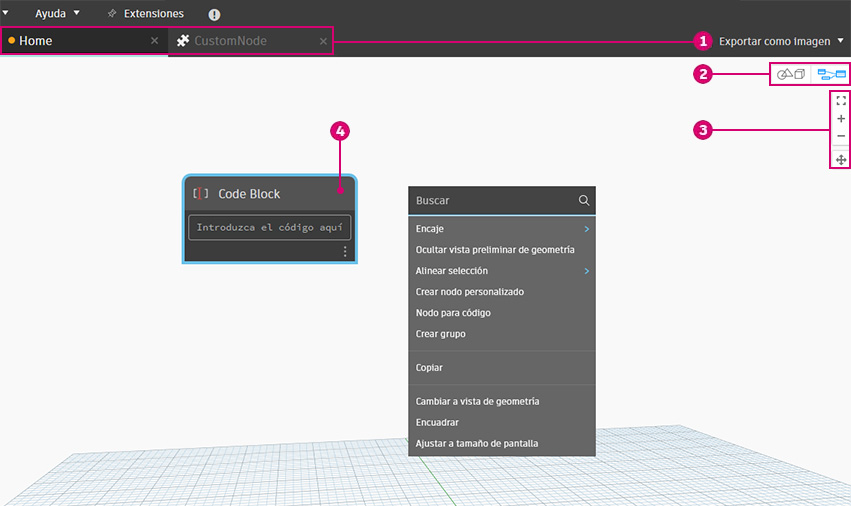 Ayuda
Extensiones
Home
CustomNode
1
Exportar como imagen
2
3
4
[I] Code Block
Introduzca el código aquí
Buscar
Encaje
Ocultar vista preliminar de geometría
Alinear selección
Crear nodo personalizado
Nodo para código
Crear grupo
Copiar
Cambiar a vista de geometría
Encuadrar
Ajustar a tamaño de pantalla